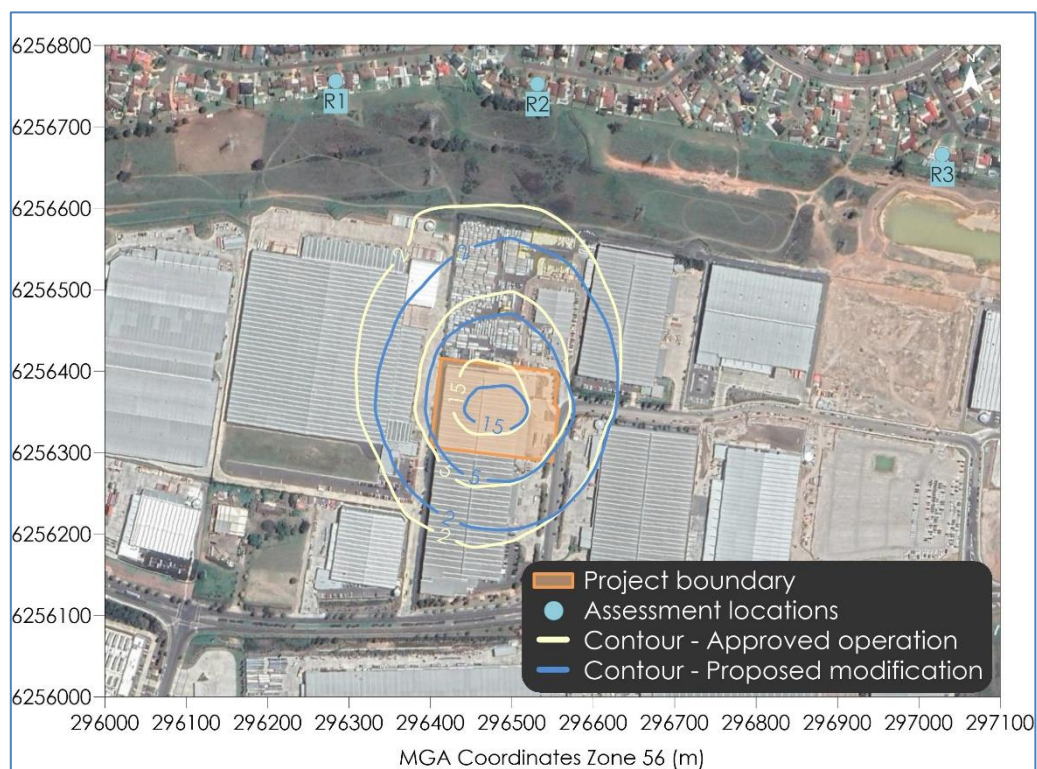 6256800
6256700
6256600
6256500
6256400
6256300
6256200
6256100
6256000
N
R1
R2
R3
2
2
15
15
5
5
2
2
Project boundary
Assessment locations
Contour - Approved operation
Contour - Proposed modification
296000 296100 296200 296300 296400 296500 296600 296700 296800 296900 297000 297100
MGA Coordinates Zone 56 (m)